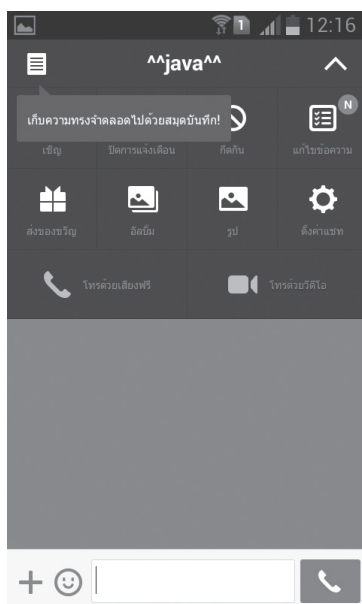 12:16
^^java^^
เก็บความทรงจำตลอดไปด้วยสมุดบันทึก!
N
เชิญ ปิดการแจ้งเตือน กีดกัน แก้ไขข้อความ
ส่งของขวัญ อัลบั้ม รูป ตั้งค่าแชท
โทรด้วยเสียงฟรี โทรด้วยวิดีโอ